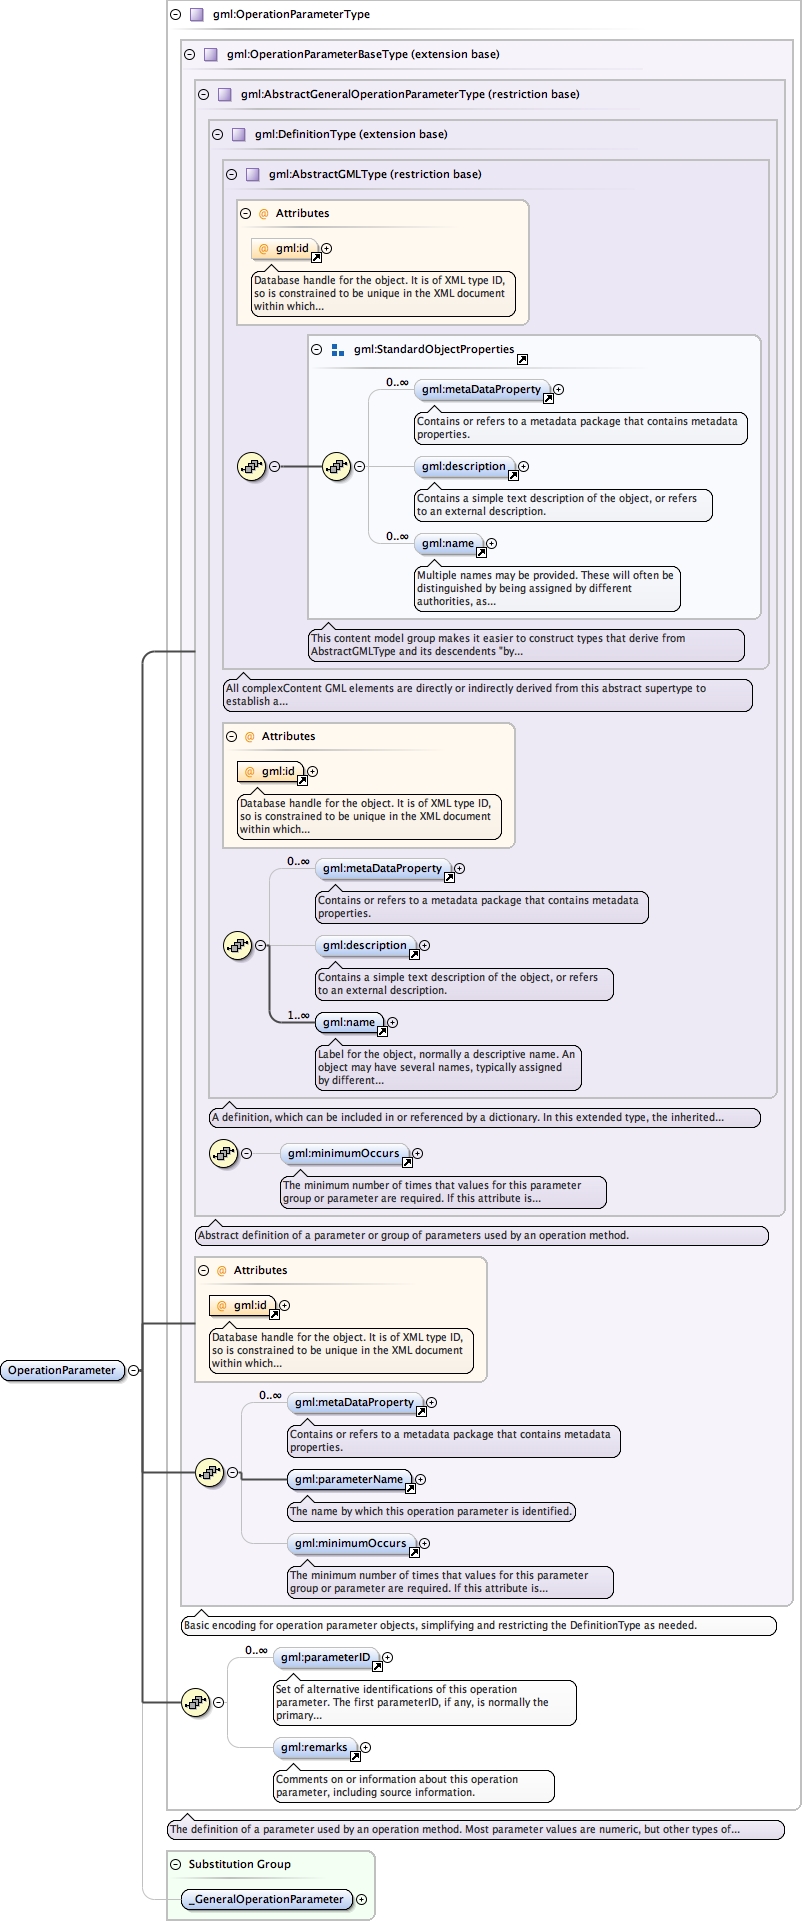 gml:OperationParameterType
gml:OperationParameterBaseType (extension base)
gml:AbstractGeneralOperationParameterType (restriction base)
gml:DefinitionType (extension base)
gml:AbstractGMLType (restriction base)
@ Attributes
@ gml:id
Database handle for the object. It is of XML type ID,
so is constrained to be unique in the XML document
within which...
gml:StandardObjectProperties
0..∞
gml:metaDataProperty
Contains or refers to a metadata package that contains metadata
properties.
gml:description
Contains a simple text description of the object, or refers
to an external description.
0..∞
gml:name
Multiple names may be provided. These will often be
distinguished by being assigned by different
authorities, as...
This content model group makes it easier to construct types that derive from
AbstractGMLType and its descendents "by...
All complexContent GML elements are directly or indirectly derived from this abstract supertype to
establish a...
@ Attributes
@ gml:id
Database handle for the object. It is of XML type ID,
so is constrained to be unique in the XML document
within which...
0..∞
gml:metaDataProperty
Contains or refers to a metadata package that contains metadata
properties.
gml:description
Contains a simple text description of the object, or refers
to an external description.
1..∞
gml:name
Label for the object, normally a descriptive name. An
object may have several names, typically assigned
by different...
A definition, which can be included in or referenced by a dictionary. In this extended type, the inherited...
gml:minimumOccurs
The minimum number of times that values for this parameter
group or parameter are required. If this attribute is...
Abstract definition of a parameter or group of parameters used by an operation method.
@ Attributes
@ gml:id
Database handle for the object. It is of XML type ID,
so is constrained to be unique in the XML document
within which...
OperationParameter
0..∞
gml:metaDataProperty
Contains or refers to a metadata package that contains metadata
properties.
gml:parameterName
The name by which this operation parameter is identified.
gml:minimumOccurs
The minimum number of times that values for this parameter
group or parameter are required. If this attribute is...
Basic encoding for operation parameter objects, simplifying and restricting the DefinitionType as needed.
0..∞
gml:parameterID
Set of alternative identifications of this operation
parameter. The first parameterID, if any, is normally the
primary...
gml:remarks
Comments on or information about this operation
parameter, including source information.
The definition of a parameter used by an operation method. Most parameter values are numeric, but other types of...
Substitution Group
_GeneralOperationParameter